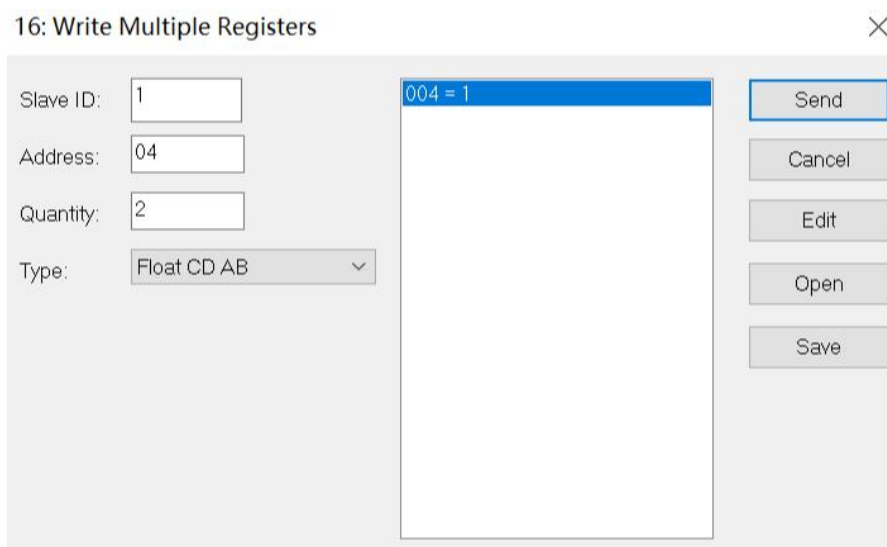 16: Write Multiple Registers
Slave ID: 1
Address: 04
Quantity: 2
Type: Float CD AB
004 = 1
Send
Cancel
Edit
Open
Save